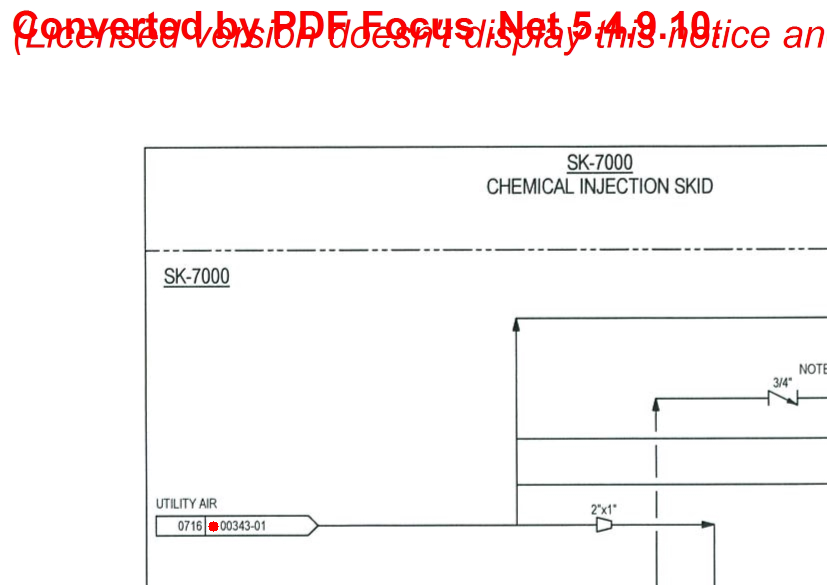 Converted by PDF Focus .Net 5.4.9.10.
(Licensed version doesn't display this notice an
SK-7000
CHEMICAL INJECTION SKID
SK-7000
NOTE
3/4"
UTILITY AIR
2"x1"
0716 00343-01